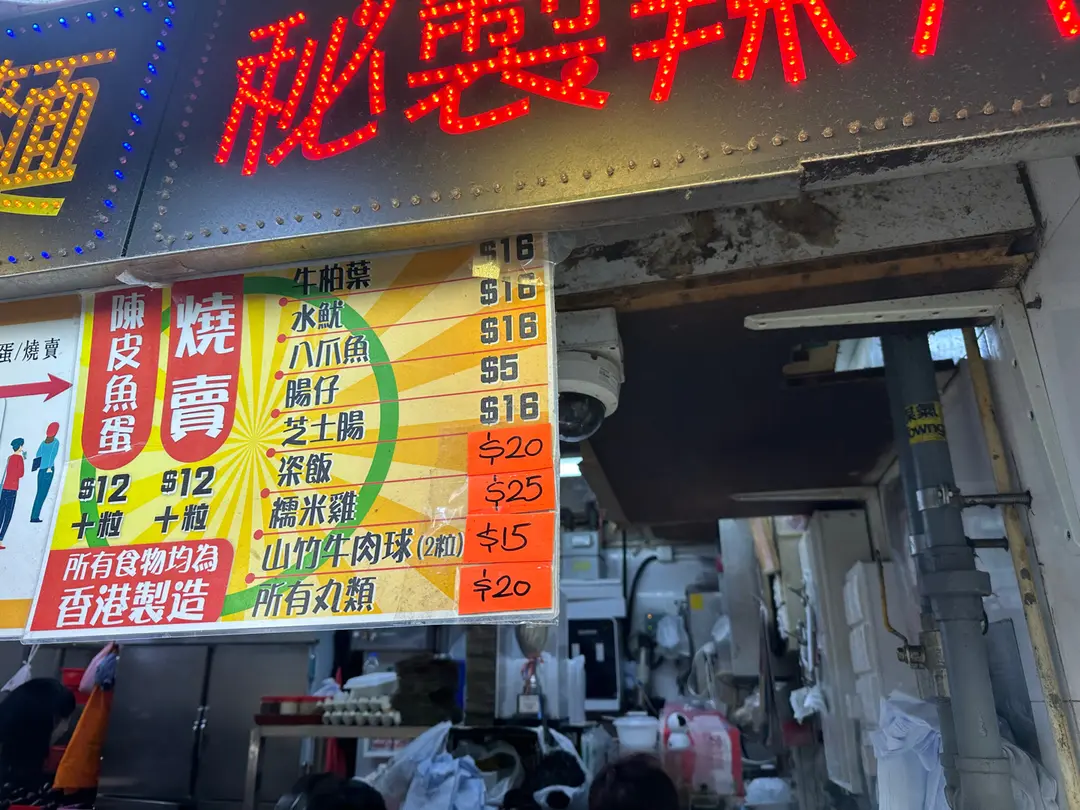 麵
秘製辣
蛋/燒賣
陳皮魚蛋
$12
十粒
燒賣
$12
十粒
所有食物均為
香港製造
牛柏葉 $16
水魷 $16
八爪魚 $16
腸仔 $5
芝士腸 $16
粢飯 $20
糯米雞 $25
山竹牛肉球(2粒) $15
所有丸類 $20